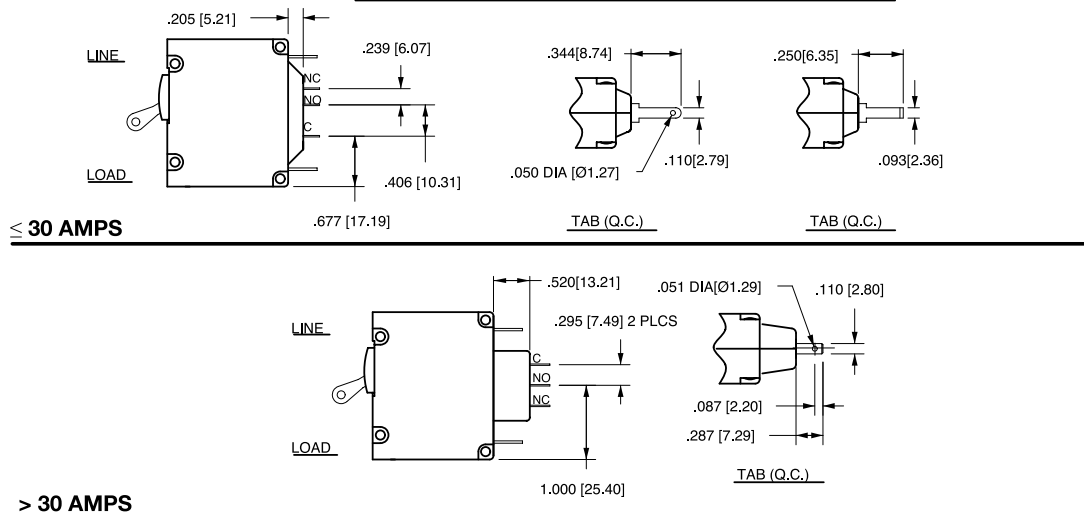 .205 [5.21]
LINE
.239 [6.07]
NC
NO
C
LOAD
.406 [10.31]
.677 [17.19]
.344[8.74]
.050 DIA [Ø1.27]
.110[2.79]
TAB (Q.C.)
.250[6.35]
.093[2.36]
TAB (Q.C.)
≤ 30 AMPS
.520[13.21]
.295 [7.49] 2 PLCS
LINE
C
NO
NC
LOAD
1.000 [25.40]
.051 DIA[Ø1.29]
.110 [2.80]
.087 [2.20]
.287 [7.29]
TAB (Q.C.)
> 30 AMPS